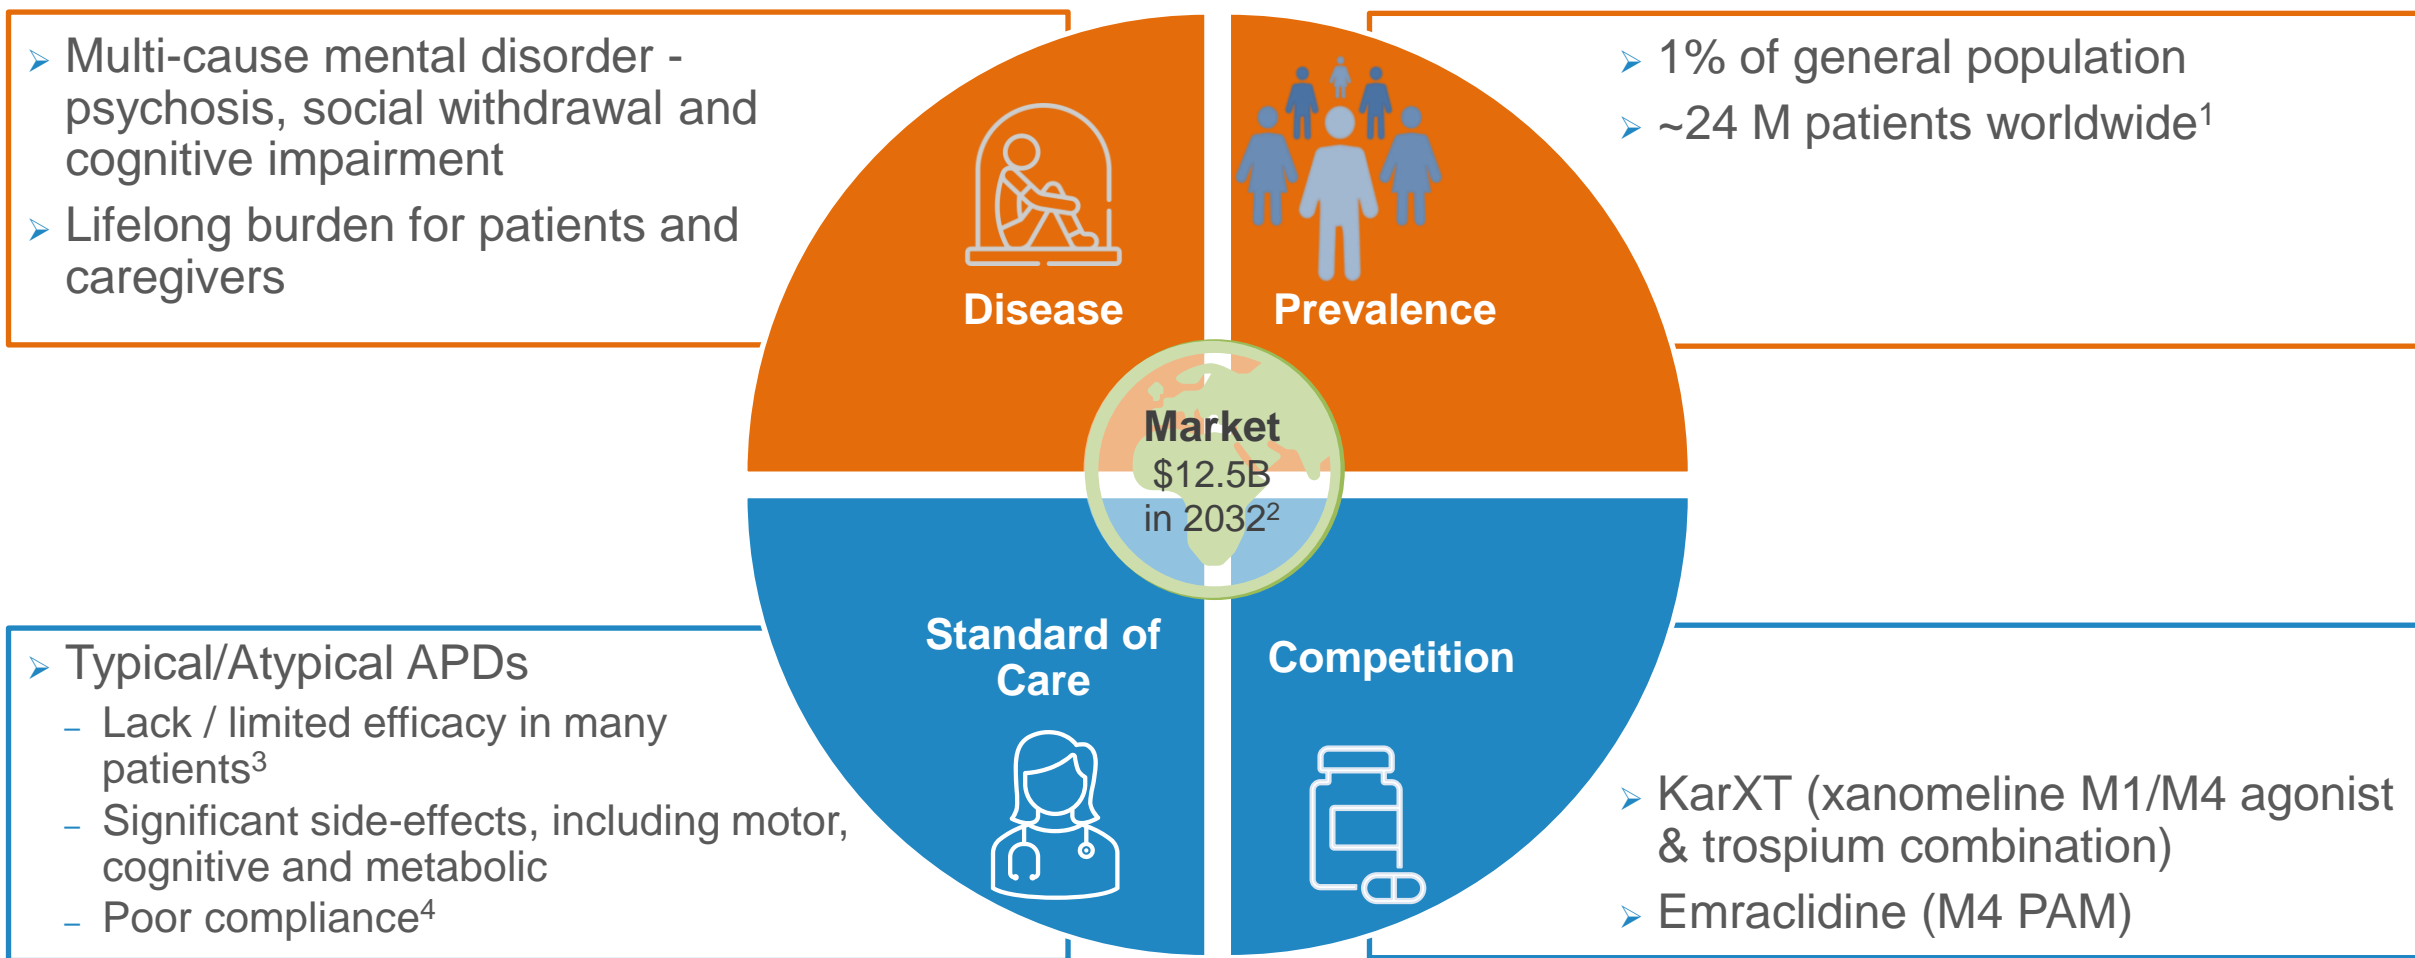 ➢ Multi-cause mental disorder -
psychosis, social withdrawal and
cognitive impairment
➢ Lifelong burden for patients and
caregivers
Disease
Prevalence
➢ 1% of general population
➢ ~24 M patients worldwide¹
Market
$12.5B
in 2032²
Standard of
Care
➢ Typical/Atypical APDs
– Lack / limited efficacy in many
patients³
– Significant side-effects, including motor,
cognitive and metabolic
– Poor compliance⁴
Competition
➢ KarXT (xanomeline M1/M4 agonist
& trospium combination)
➢ Emraclidine (M4 PAM)